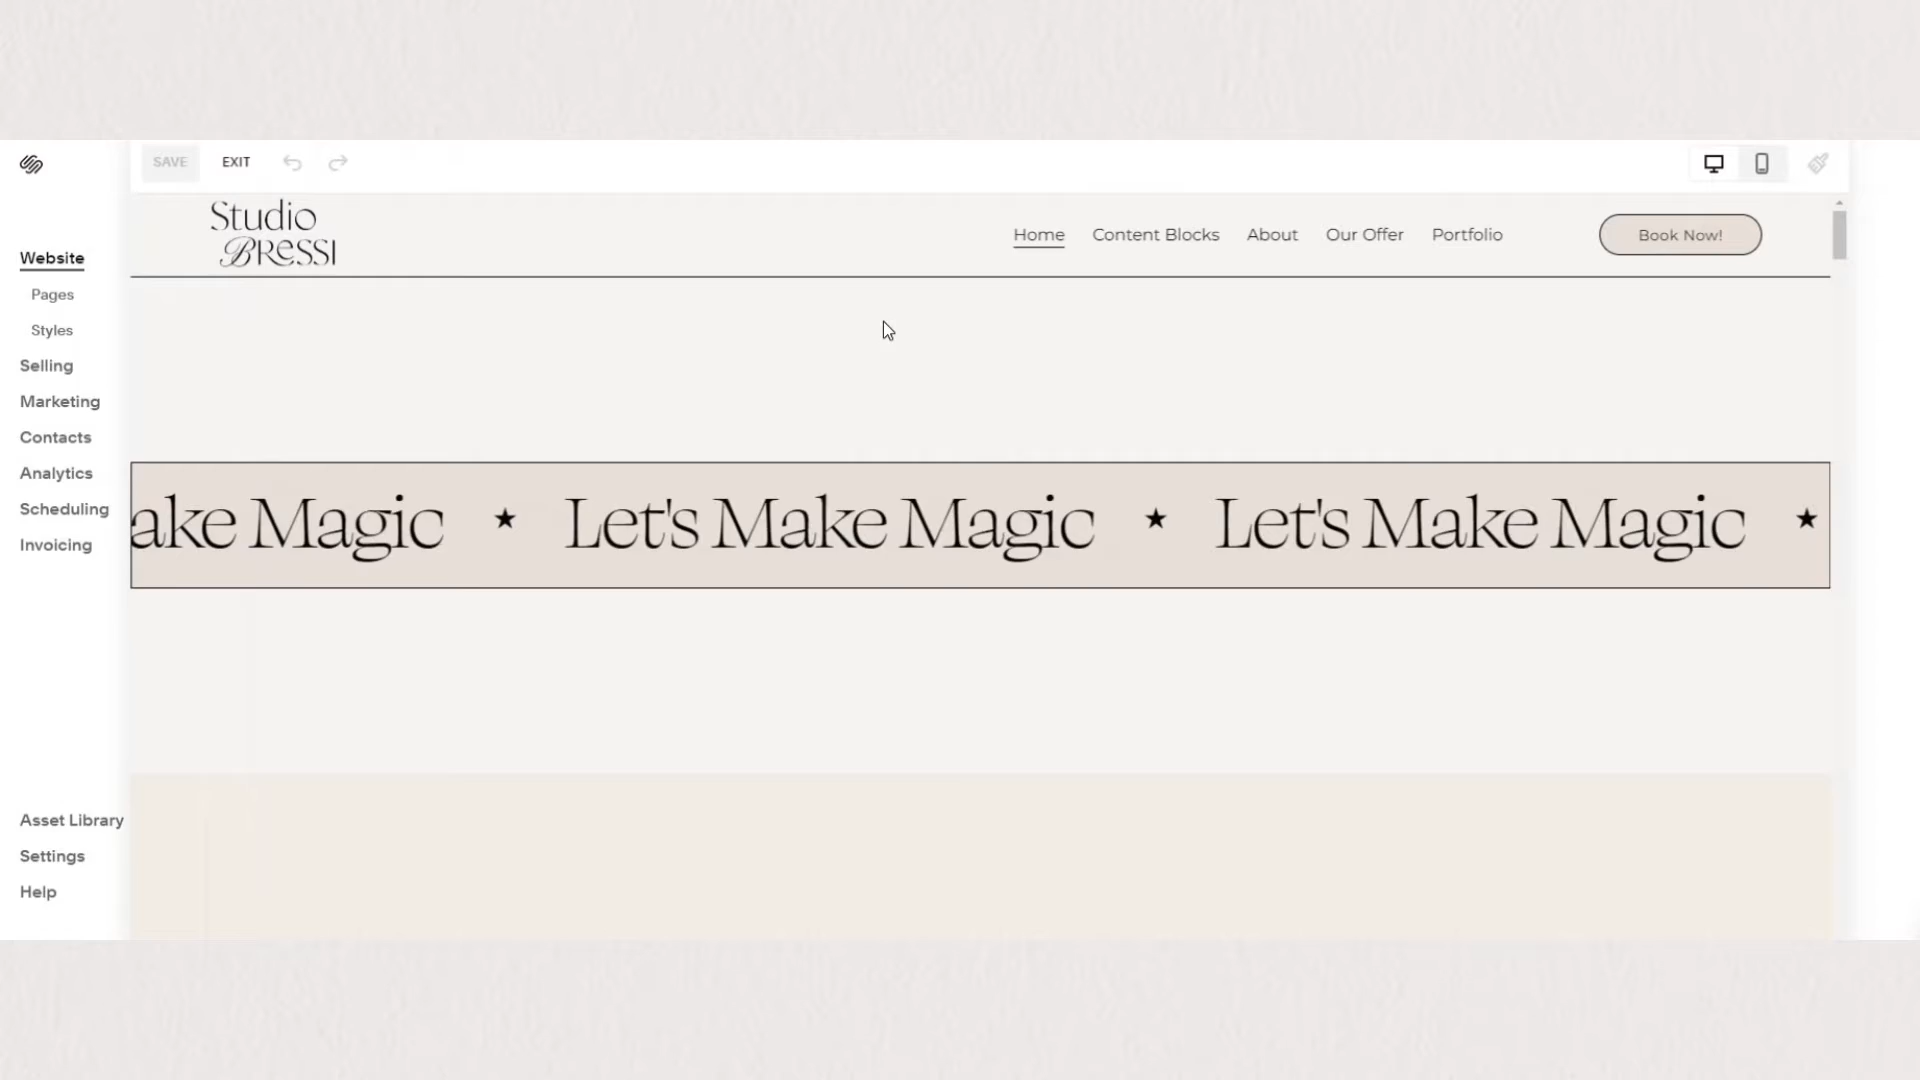 SAVE EXIT
Studio
BRESSI
Home Content Blocks About Our Offer Portfolio Book Now!
Website
Pages
Styles
Selling
Marketing
Contacts
Analytics
Scheduling
Invoicing
ake Magic ★ Let's Make Magic ★ Let's Make Magic ★
Asset Library
Settings
Help